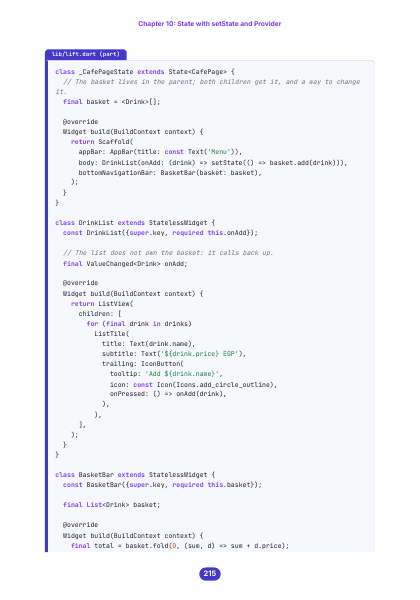 Chapter 10: State with setState and Provider
lib/lift.dart (part)
class _CafePageState extends State<CafePage> {
  // The basket lives in the parent; both children get it, and a way to change
it.
  final basket = <Drink>[];

  @override
  Widget build(BuildContext context) {
    return Scaffold(
      appBar: AppBar(title: const Text('Menu')),
      body: DrinkList(onAdd: (drink) => setState(() => basket.add(drink))),
      bottomNavigationBar: BasketBar(basket: basket),
    );
  }
}

class DrinkList extends StatelessWidget {
  const DrinkList({super.key, required this.onAdd});

  // The list does not own the basket: it calls back up.
  final ValueChanged<Drink> onAdd;

  @override
  Widget build(BuildContext context) {
    return ListView(
      children: [
        for (final drink in drinks)
          ListTile(
            title: Text(drink.name),
            subtitle: Text('${drink.price} EGP'),
            trailing: IconButton(
              tooltip: 'Add ${drink.name}',
              icon: const Icon(Icons.add_circle_outline),
              onPressed: () => onAdd(drink),
            ),
          ),
      ],
    );
  }
}

class BasketBar extends StatelessWidget {
  const BasketBar({super.key, required this.basket});

  final List<Drink> basket;

  @override
  Widget build(BuildContext context) {
    final total = basket.fold(0, (sum, d) => sum + d.price);
215